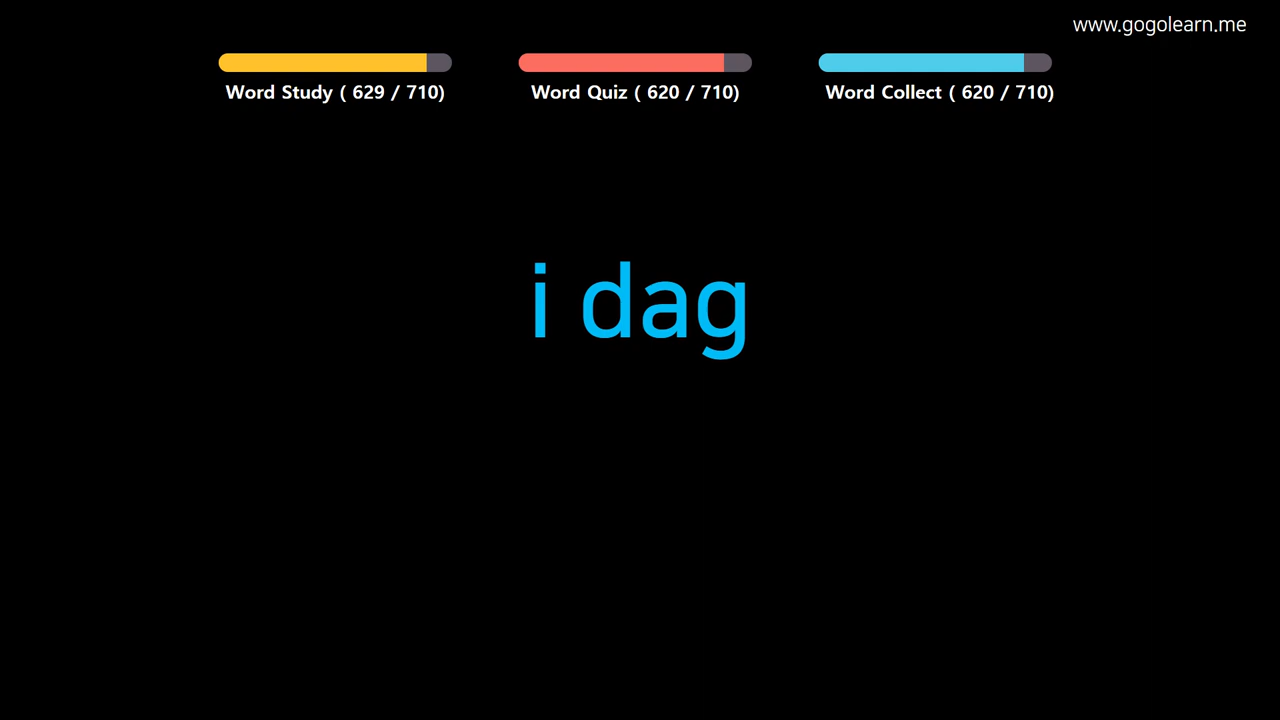 www.gogolearn.me
Word Study ( 629 / 710)
Word Quiz ( 620 / 710)
Word Collect ( 620 / 710)
i dag